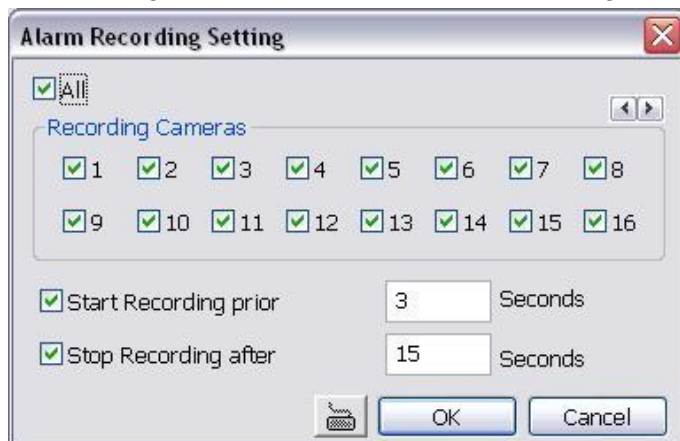 Alarm Recording Setting
All
Recording Cameras
1 2 3 4 5 6 7 8
9 10 11 12 13 14 15 16
Start Recording prior 3 Seconds
Stop Recording after 15 Seconds
OK Cancel